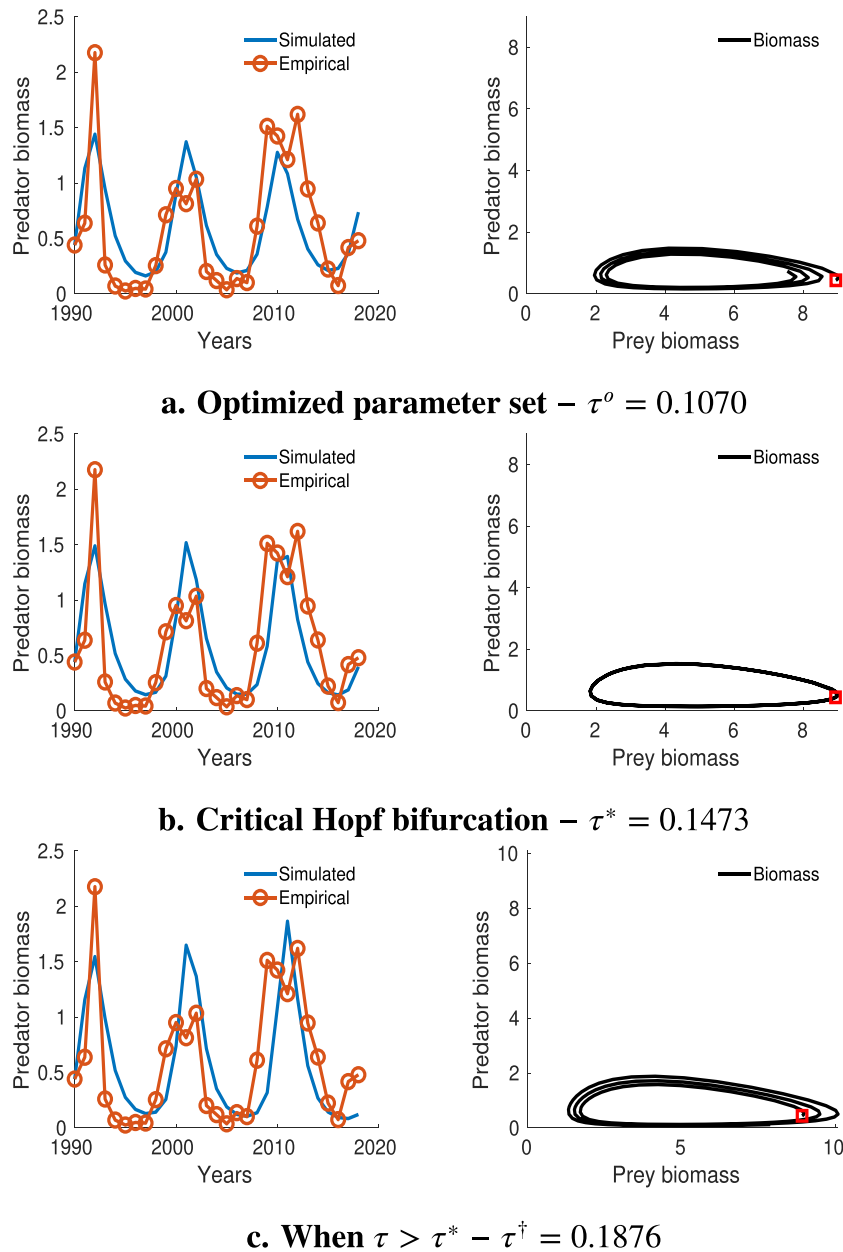 2.5
2
1.5
1
0.5
0
Predator biomass
Simulated
Empirical
1990
2000
2010
2020
Years
8
6
4
2
0
Predator biomass
Biomass
0
2
4
6
8
Prey biomass
a. Optimized parameter set – τᵒ = 0.1070
2.5
2
1.5
1
0.5
0
Predator biomass
Simulated
Empirical
1990
2000
2010
2020
Years
8
6
4
2
0
Predator biomass
Biomass
0
2
4
6
8
Prey biomass
b. Critical Hopf bifurcation – τ* = 0.1473
2.5
2
1.5
1
0.5
0
Predator biomass
Simulated
Empirical
1990
2000
2010
2020
Years
10
8
6
4
2
0
Predator biomass
Biomass
0
5
10
Prey biomass
c. When τ > τ* – τ† = 0.1876